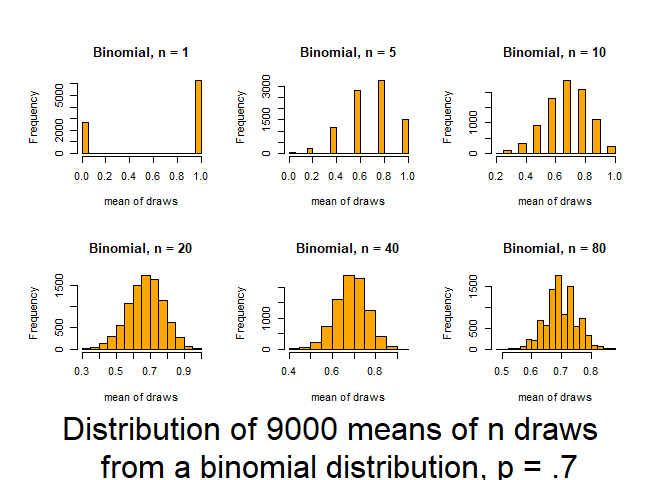 Binomial, n = 1
Frequency
0 2000 5000
0.0 0.2 0.4 0.6 0.8 1.0
mean of draws
Binomial, n = 5
Frequency
0 1500 3000
0.0 0.2 0.4 0.6 0.8 1.0
mean of draws
Binomial, n = 10
Frequency
0 1000
0.2 0.4 0.6 0.8 1.0
mean of draws
Binomial, n = 20
Frequency
0 500 1500
0.3 0.5 0.7 0.9
mean of draws
Binomial, n = 40
Frequency
0 1000
0.4 0.6 0.8
mean of draws
Binomial, n = 80
Frequency
0 500 1500
0.5 0.6 0.7 0.8
mean of draws
Distribution of 9000 means of n draws
from a binomial distribution, p = .7